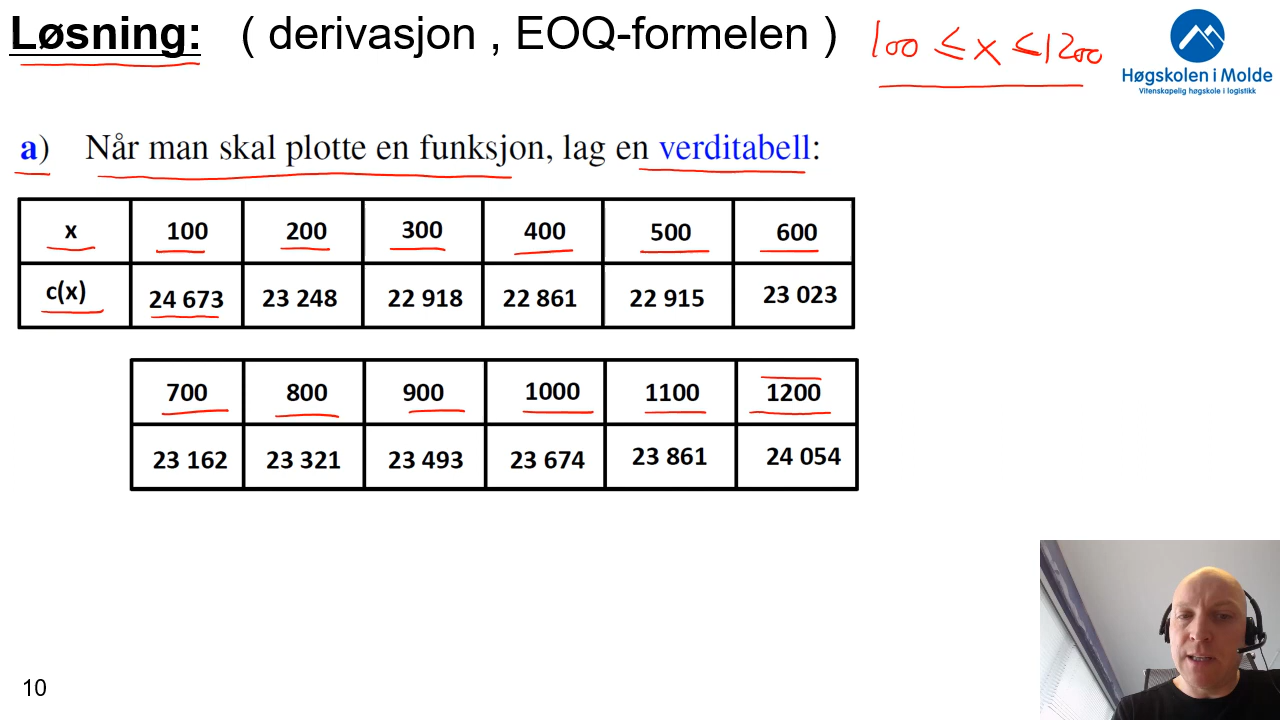 Løsning: ( derivasjon , EOQ-formelen ) 100 ≤ x ≤ 1200
Høgskolen i Molde
Vitenskapelig høgskole i logistikk
a) Når man skal plotte en funksjon, lag en verditabell:
x 100 200 300 400 500 600
c(x) 24 673 23 248 22 918 22 861 22 915 23 023
700 800 900 1000 1100 1200
23 162 23 321 23 493 23 674 23 861 24 054
10